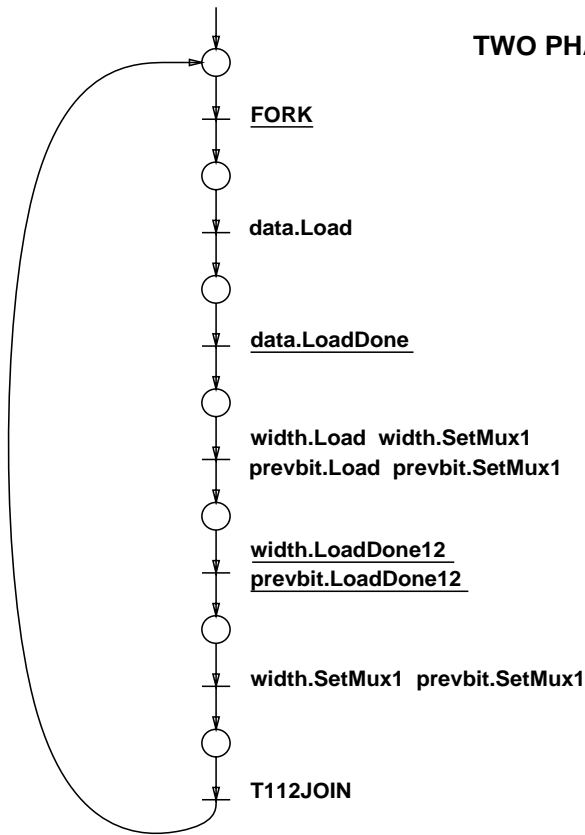 TWO PH
FORK
data.Load
data.LoadDone
width.Load width.SetMux1
prevbit.Load prevbit.SetMux1
width.LoadDone12
prevbit.LoadDone12
width.SetMux1 prevbit.SetMux1
T112JOIN